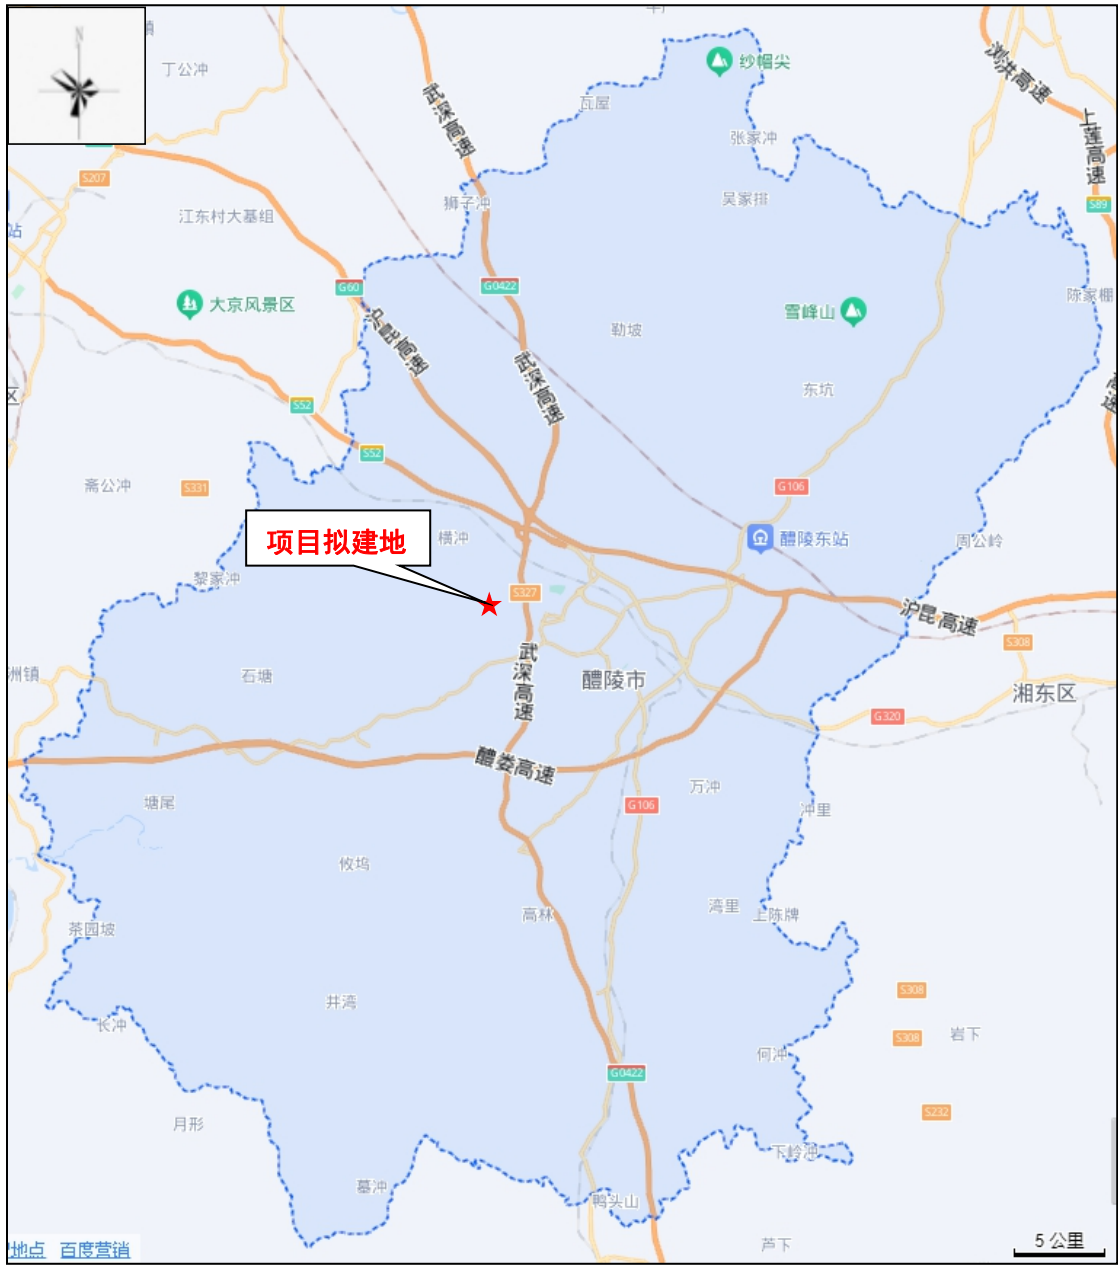 N
丁公冲
纱帽尖
浏洪高速
武深高速
瓦屋
上莲高速
张家冲
S207
狮子冲
吴家排
S89
江东村大基组
站
G60
G0422
陈家棚
大京风景区
雪峰山
沪昆高速
勒坡
武深高速
东坑
区
S52
S52
斋公冲
S331
G106
项目拟建地
横冲
醴陵东站
周公岭
黎家冲
S327
沪昆高速
S308
洲镇
石塘
武深高速
醴陵市
湘东区
G320
醴娄高速
万冲
塘尾
G106
冲里
攸坞
高林
湾里
上陈牌
茶园坡
S308
井湾
长冲
S308
岩下
何冲
G0422
月形
S232
下岭冲
墓冲
鸭头山
芦下
5 公里
地点 百度营销